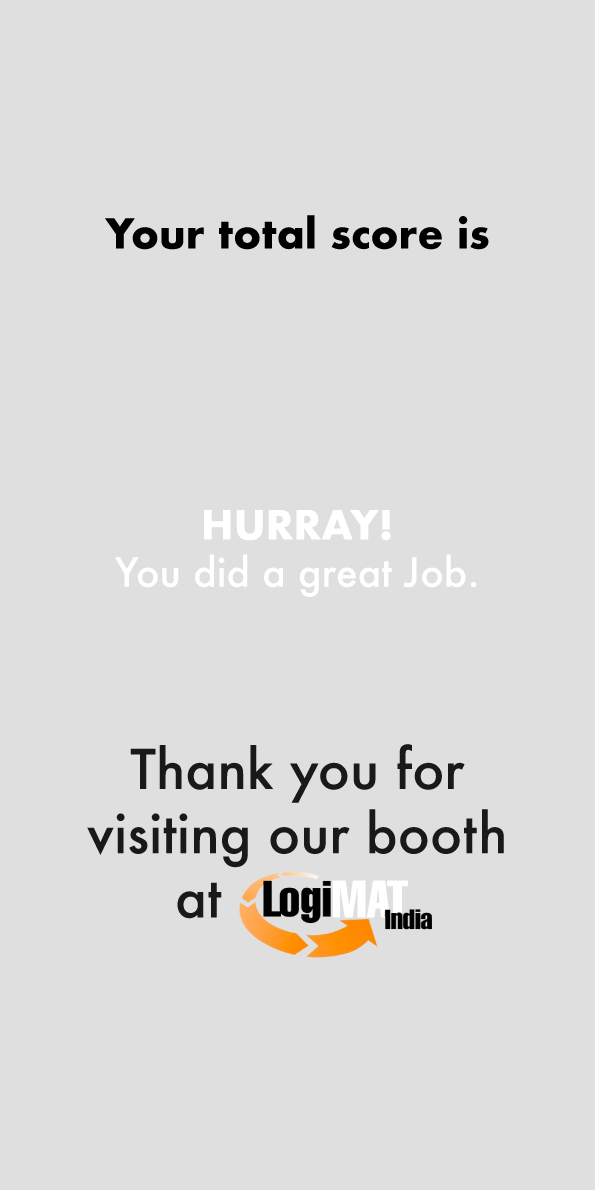 Your total score is
HURRAY!
You did a great Job.
Thank you for
visiting our booth
at LogiMAT India